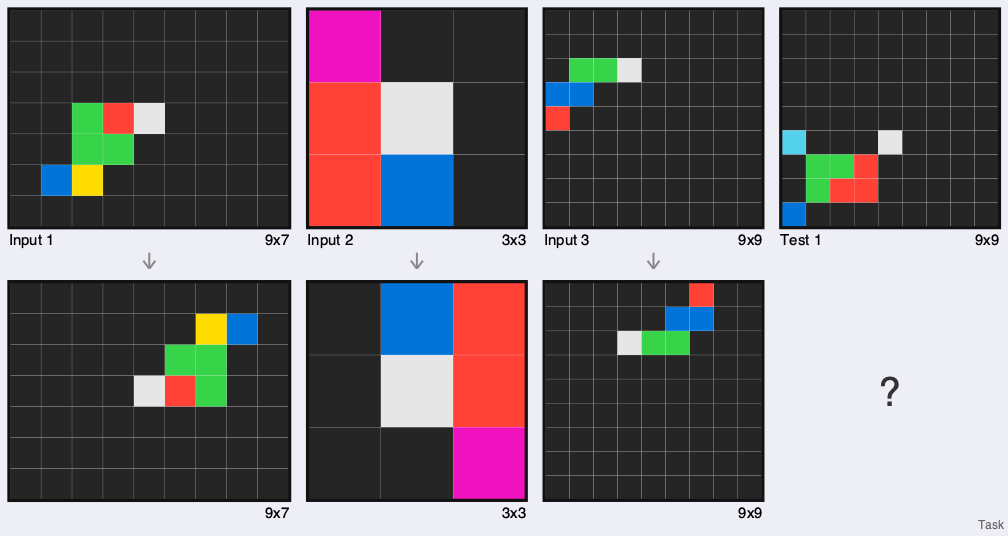 Input 1 9x7
Input 2 3x3
Input 3 9x9
Test 1 9x9
?
9x7
3x3
9x9
Task